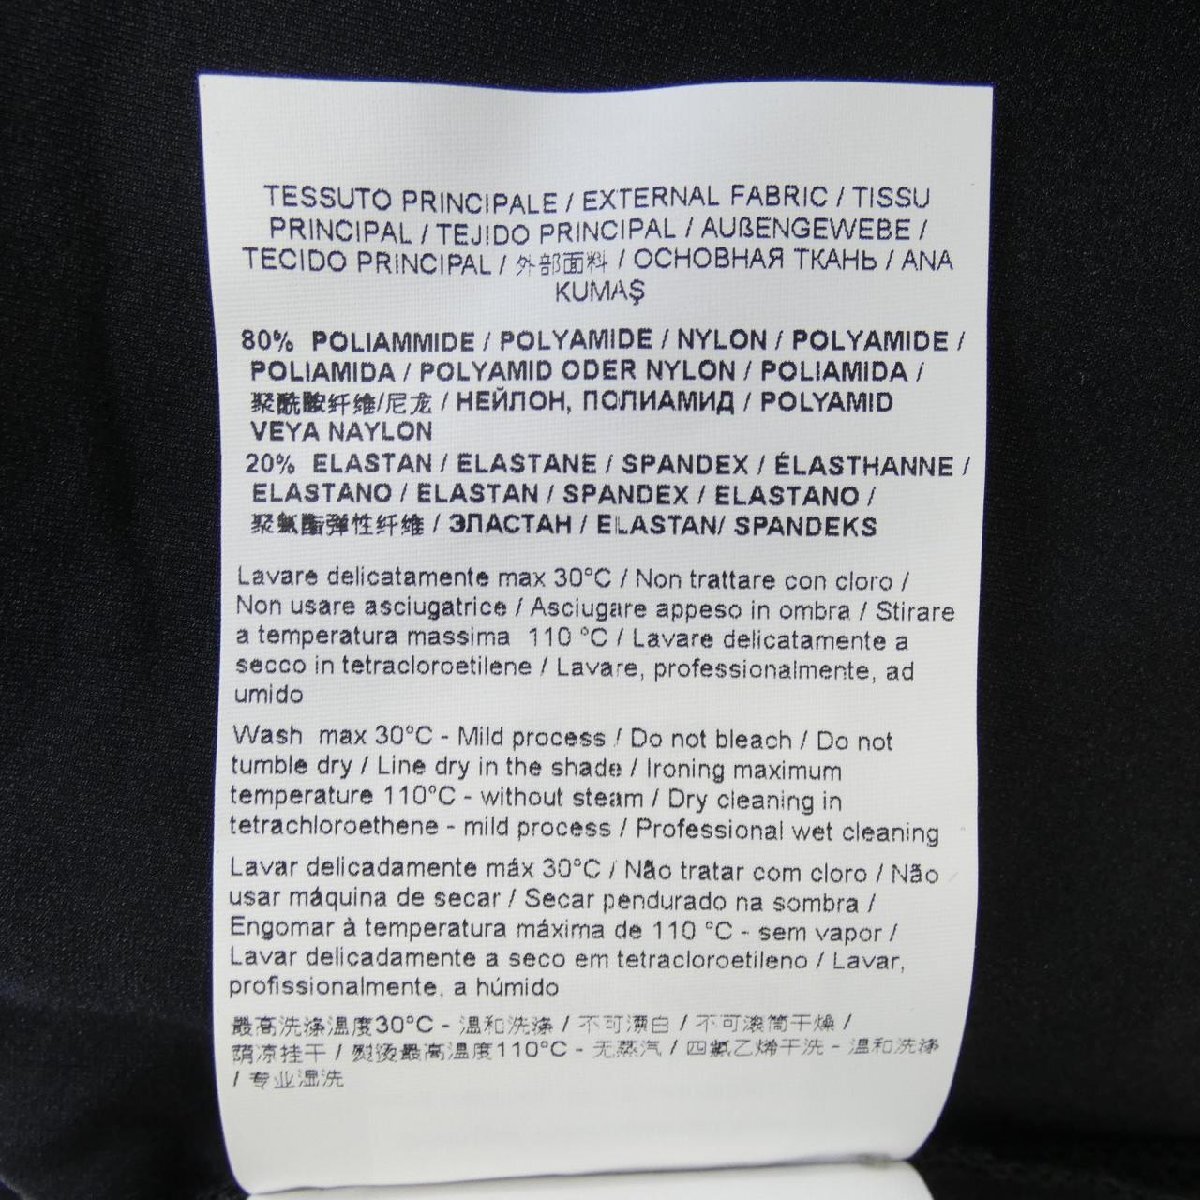 TESSUTO PRINCIPALE / EXTERNAL FABRIC / TISSU
PRINCIPAL / TEJIDO PRINCIPAL / AUßENGEWEBE /
TECIDO PRINCIPAL / 外部面料 / ОСНОВНАЯ ТКАНЬ / ANA
KUMAŞ
80% POLIAMMIDE / POLYAMIDE / NYLON / POLYAMIDE /
POLIAMIDA / POLYAMID ODER NYLON / POLIAMIDA /
聚酰胺纤维/尼龙 / НЕЙЛОН, ПОЛИАМИД / POLYAMID
VEYA NAYLON
20% ELASTAN / ELASTANE / SPANDEX / ÉLASTHANNE /
ELASTANO / ELASTAN / SPANDEX / ELASTANO /
聚氨酯弹性纤维 / ЭЛАСТАН / ELASTAN/ SPANDEKS
Lavare delicatamente max 30°C / Non trattare con cloro /
Non usare asciugatrice / Asciugare appeso in ombra / Stirare
a temperatura massima 110 °C / Lavare delicatamente a
secco in tetracloroetilene / Lavare, professionalmente, ad
umido
Wash max 30°C - Mild process / Do not bleach / Do not
tumble dry / Line dry in the shade / Ironing maximum
temperature 110°C - without steam / Dry cleaning in
tetrachloroethene - mild process / Professional wet cleaning
Lavar delicadamente máx 30°C / Não tratar com cloro / Não
usar máquina de secar / Secar pendurado na sombra /
Engomar à temperatura máxima de 110 °C - sem vapor /
Lavar delicadamente a seco em tetracloroetileno / Lavar,
profissionalmente, a húmido
最高洗涤温度30°C - 温和洗涤 / 不可漂白 / 不可滚筒干燥 /
荫凉挂干 / 熨烫最高温度110°C - 无蒸汽 / 四氯乙烯干洗 - 温和洗涤
/ 专业湿洗